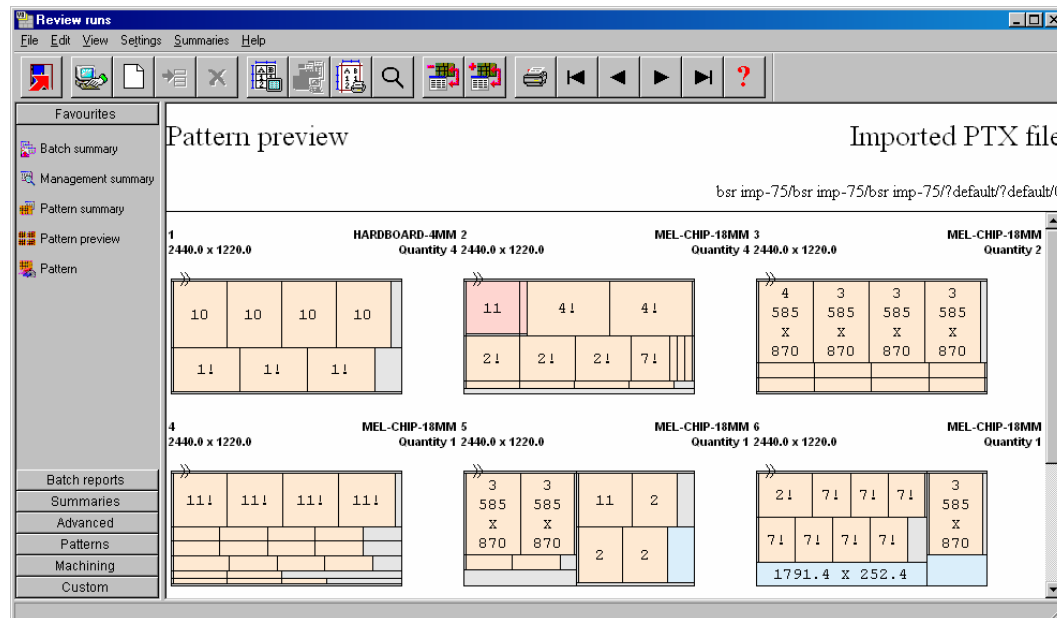 Review runs
File Edit View Settings Summaries Help
Favourites
Batch summary
Management summary
Pattern summary
Pattern preview
Pattern
Batch reports
Summaries
Advanced
Patterns
Machining
Custom
Pattern preview Imported PTX file
bsr imp-75/bsr imp-75/bsr imp-75/?default/?default/
1 HARDBOARD-4MM
2440.0 x 1220.0 Quantity 4
10 10 10 10
1! 1! 1!
2 MEL-CHIP-18MM
2440.0 x 1220.0 Quantity 4
11 4! 4!
2! 2! 2! 7!
3 MEL-CHIP-18MM
2440.0 x 1220.0 Quantity 2
4 3 3 3
585 585 585 585
X X X X
870 870 870 870
4 MEL-CHIP-18MM
2440.0 x 1220.0 Quantity 1
11! 11! 11! 11!
5 MEL-CHIP-18MM
2440.0 x 1220.0 Quantity 1
3 3 11 2
585 585
X X
870 870
2 2
6 MEL-CHIP-18MM
2440.0 x 1220.0 Quantity 1
2! 7! 7! 7! 3
585
X
870
7! 7! 7! 7!
1791.4 X 252.4